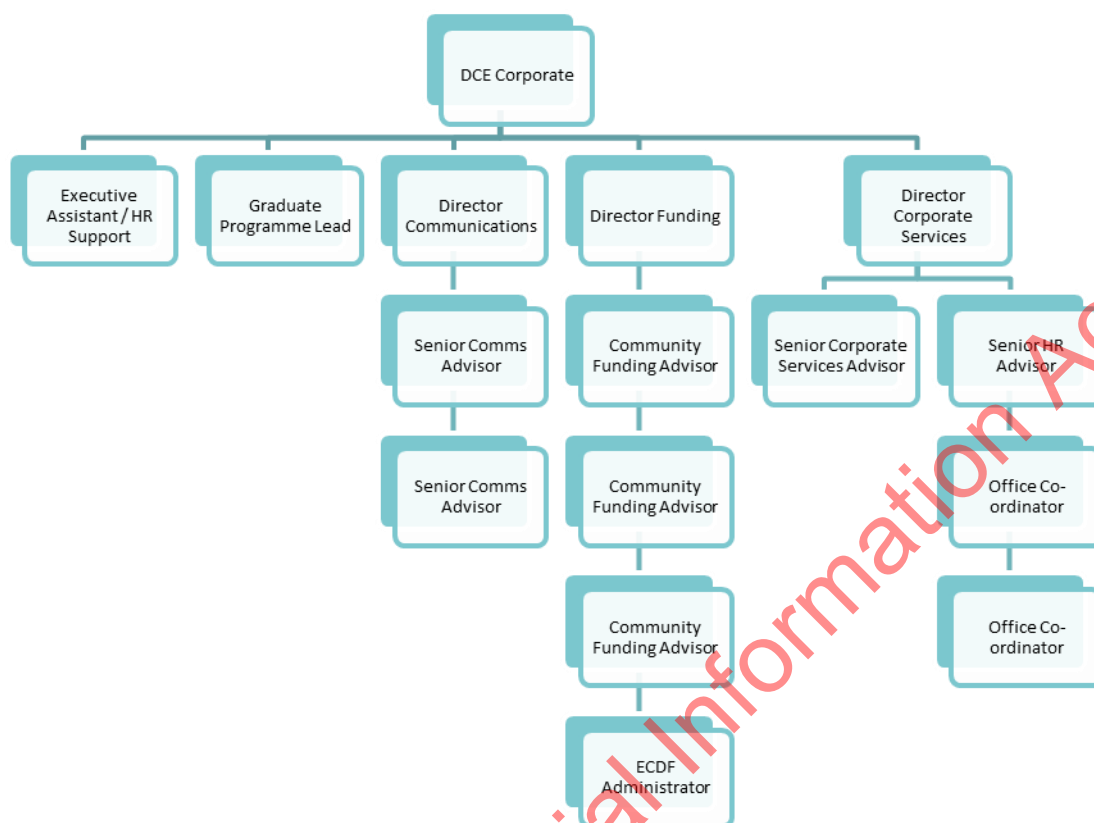 DCE Corporate
Executive
Assistant / HR
Support
Graduate
Programme Lead
Director
Communications
Director Funding
Director
Corporate
Services
Senior Comms
Advisor
Community
Funding Advisor
Senior Corporate
Services Advisor
Senior HR
Advisor
Senior Comms
Advisor
Community
Funding Advisor
Office Co-
ordinator
Community
Funding Advisor
Office Co-
ordinator
ECDF
Administrator
Information